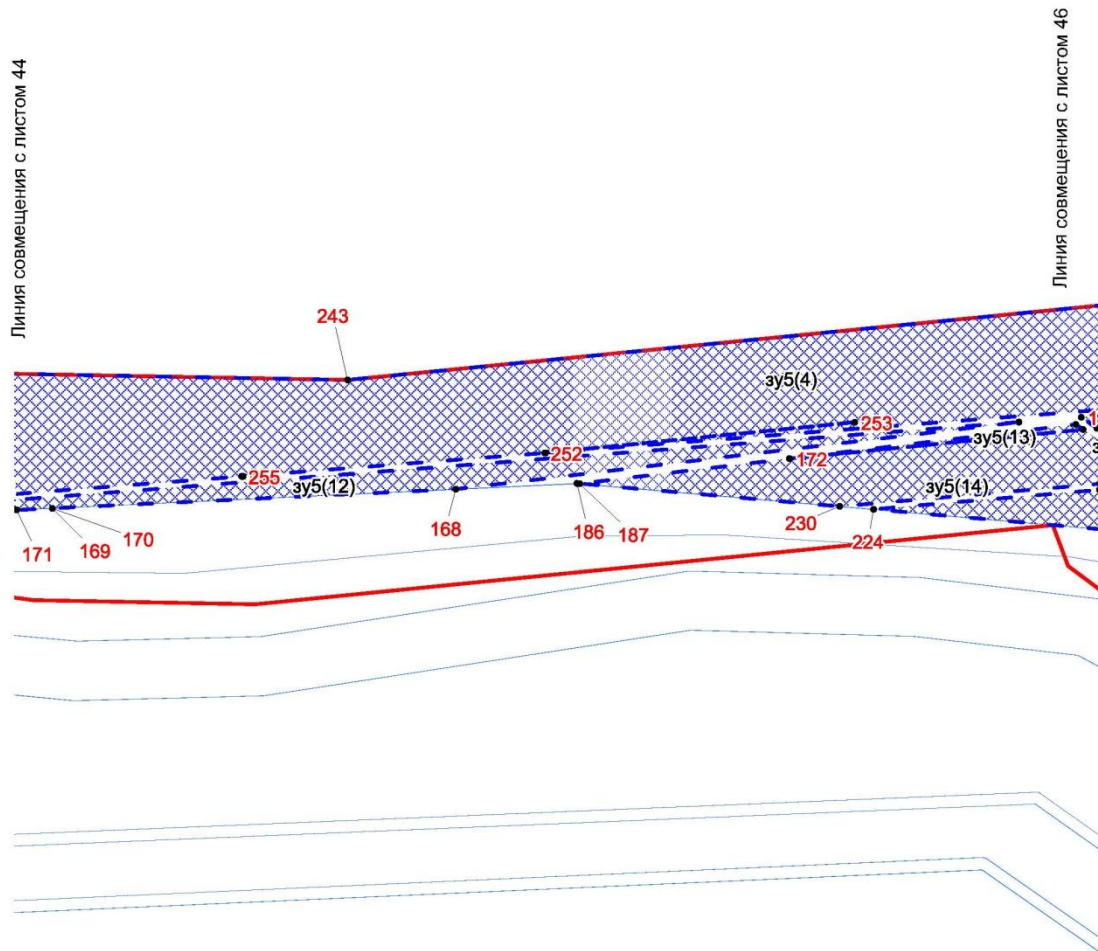 Линия совмещения с листом 44
Линия совмещения с листом 46
243
зу5(4)
253
252
зу5(13)
172
255
зу5(12)
зу5(14)
171
169
170
168
186
187
230
224